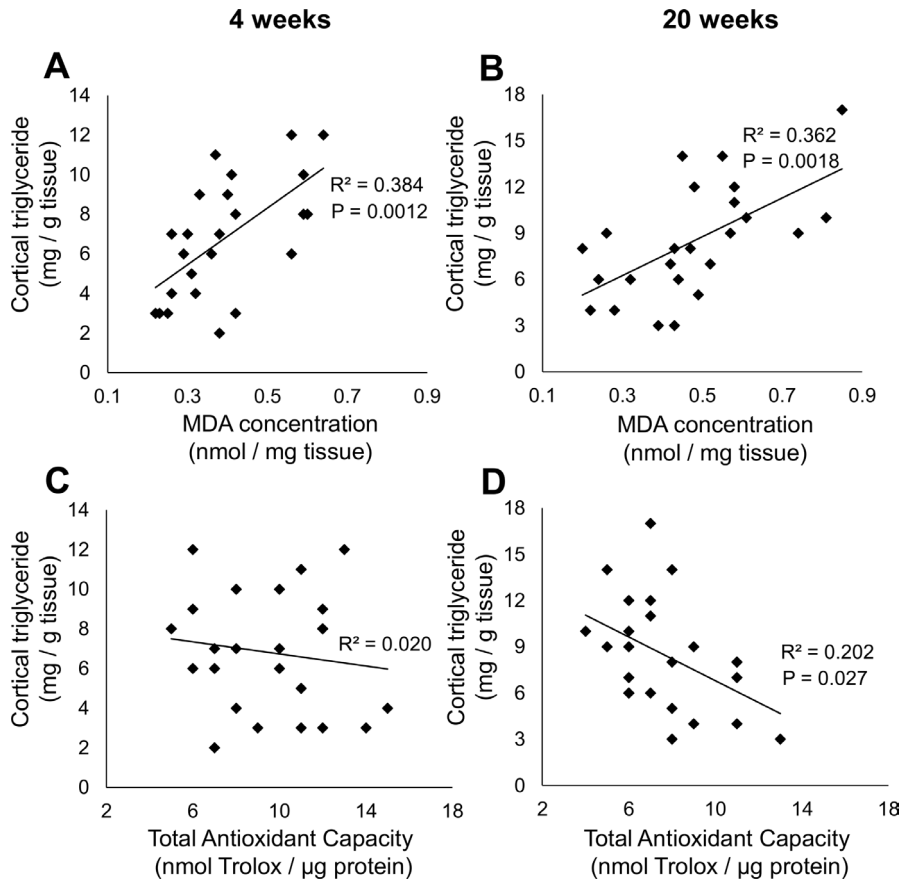 4 weeks
20 weeks
A
Cortical triglyceride
(mg / g tissue)
14
12
10
8
6
4
2
0
R² = 0.384
P = 0.0012
0.1
0.3
0.5
0.7
0.9
MDA concentration
(nmol / mg tissue)
B
Cortical triglyceride
(mg / g tissue)
18
15
12
9
6
3
0
R² = 0.362
P = 0.0018
0.1
0.3
0.5
0.7
0.9
MDA concentration
(nmol / mg tissue)
C
Cortical triglyceride
(mg / g tissue)
14
12
10
8
6
4
2
0
R² = 0.020
2
6
10
14
18
Total Antioxidant Capacity
(nmol Trolox / µg protein)
D
Cortical triglyceride
(mg / g tissue)
18
15
12
9
6
3
0
R² = 0.202
P = 0.027
2
6
10
14
18
Total Antioxidant Capacity
(nmol Trolox / µg protein)